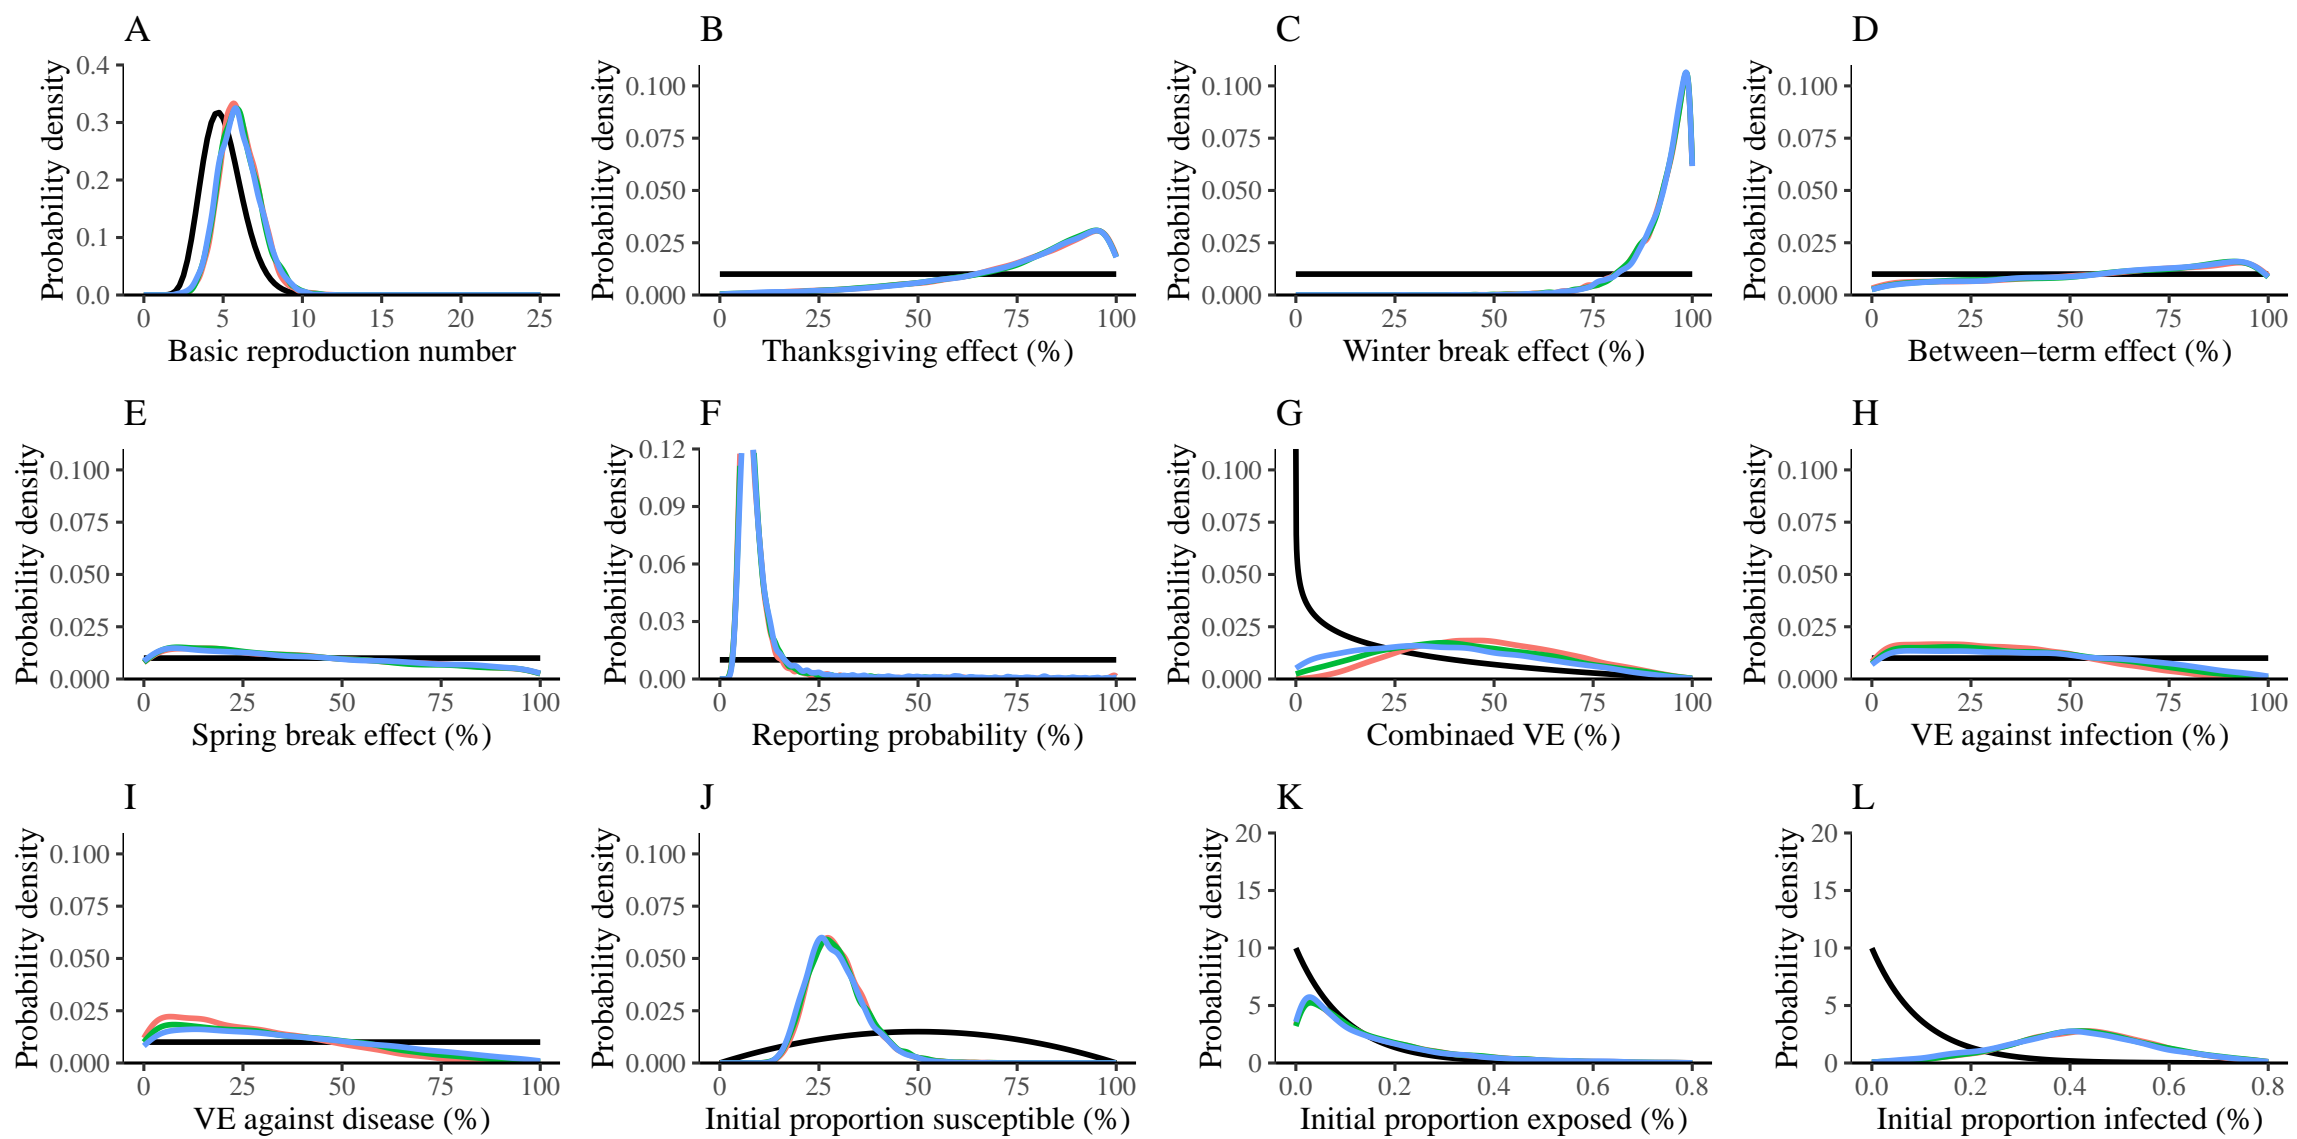 A
Probability density
0.4
0.3
0.2
0.1
0.0
0 5 10 15 20 25
Basic reproduction number
B
Probability density
0.100
0.075
0.050
0.025
0.000
0 25 50 75 100
Thanksgiving effect (%)
C
Probability density
0.100
0.075
0.050
0.025
0.000
0 25 50 75 100
Winter break effect (%)
D
Probability density
0.100
0.075
0.050
0.025
0.000
0 25 50 75 100
Between−term effect (%)
E
Probability density
0.100
0.075
0.050
0.025
0.000
0 25 50 75 100
Spring break effect (%)
F
Probability density
0.12
0.09
0.06
0.03
0.00
0 25 50 75 100
Reporting probability (%)
G
Probability density
0.100
0.075
0.050
0.025
0.000
0 25 50 75 100
Combinaed VE (%)
H
Probability density
0.100
0.075
0.050
0.025
0.000
0 25 50 75 100
VE against infection (%)
I
Probability density
0.100
0.075
0.050
0.025
0.000
0 25 50 75 100
VE against disease (%)
J
Probability density
0.100
0.075
0.050
0.025
0.000
0 25 50 75 100
Initial proportion susceptible (%)
K
Probability density
20
15
10
5
0
0.0 0.2 0.4 0.6 0.8
Initial proportion exposed (%)
L
Probability density
20
15
10
5
0
0.0 0.2 0.4 0.6 0.8
Initial proportion infected (%)